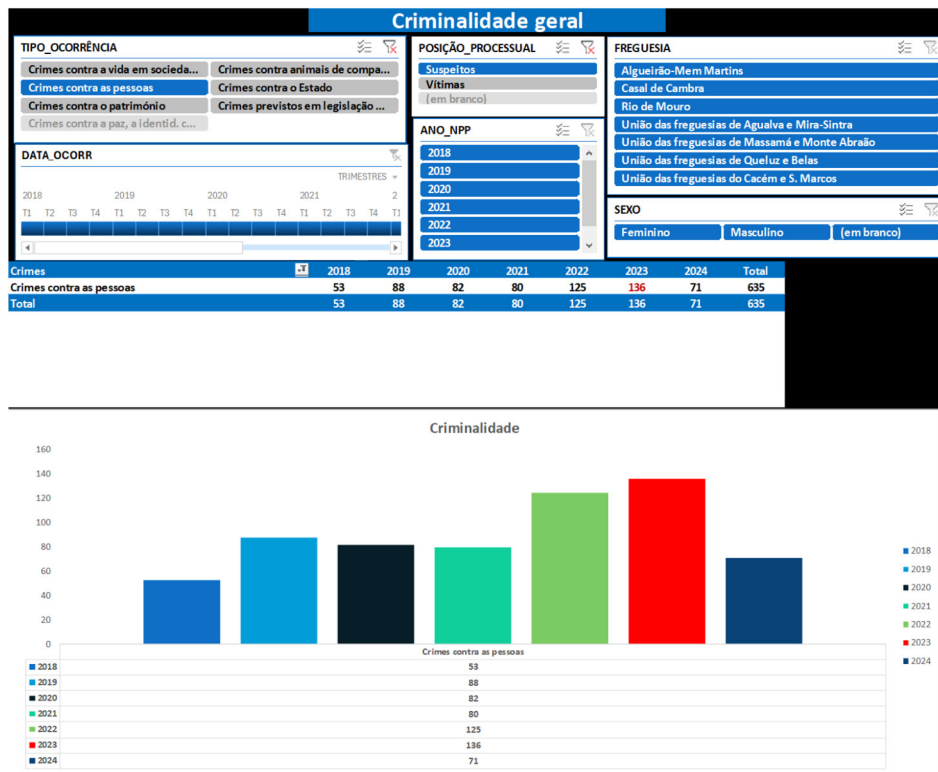 Criminalidade geral
TIPO_OCORRÊNCIA
Crimes contra a vida em socieda...
Crimes contra animais de compa...
Crimes contra as pessoas
Crimes contra o Estado
Crimes contra o património
Crimes previstos em legislação ...
Crimes contra a paz, a identid. c...
POSIÇÃO_PROCESSUAL
Suspeitos
Vítimas
(em branco)
FREGUESIA
Algueirão-Mem Martins
Casal de Cambra
Rio de Mouro
União das freguesias de Agualva e Mira-Sintra
União das freguesias de Massamá e Monte Abraão
União das freguesias de Queluz e Belas
União das freguesias do Cacém e S. Marcos
DATA_OCORR
TRIMESTRES
2018 2019 2020 2021 2
T1 T2 T3 T4 T1 T2 T3 T4 T1 T2 T3 T4 T1 T2 T3 T4 T1
ANO_NPP
2018
2019
2020
2021
2022
2023
SEXO
Feminino Masculino (em branco)
Crimes 2018 2019 2020 2021 2022 2023 2024 Total
Crimes contra as pessoas 53 88 82 80 125 136 71 635
Total 53 88 82 80 125 136 71 635
Criminalidade
160
140
120
100
80
60
40
20
0
2018
2019
2020
2021
2022
2023
2024
Crimes contra as pessoas
2018 53
2019 88
2020 82
2021 80
2022 125
2023 136
2024 71